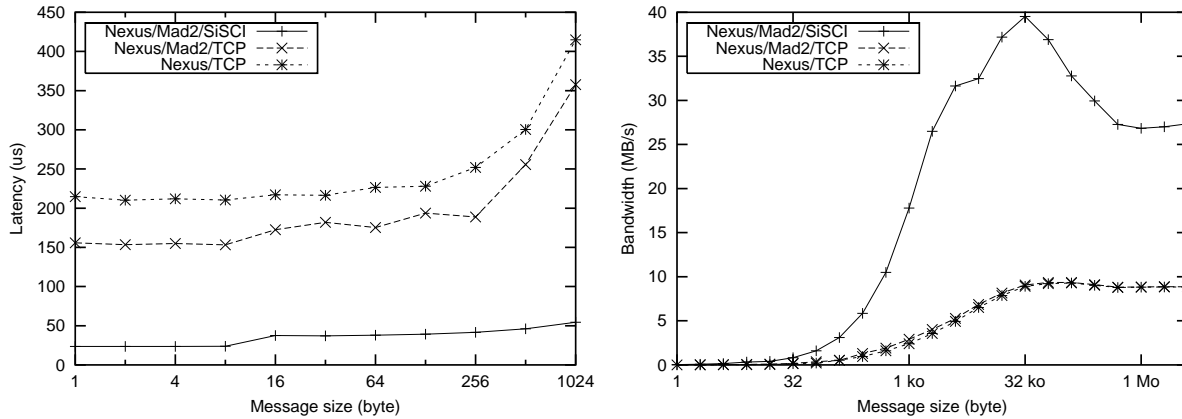 450
400
350
300
250
200
150
100
50
0
Latency (us)
Nexus/Mad2/SiSCI
Nexus/Mad2/TCP
Nexus/TCP
1 4 16 64 256 1024
Message size (byte)
40
35
30
25
20
15
10
5
0
Bandwidth (MB/s)
Nexus/Mad2/SiSCI
Nexus/Mad2/TCP
Nexus/TCP
1 32 1 ko 32 ko 1 Mo
Message size (byte)